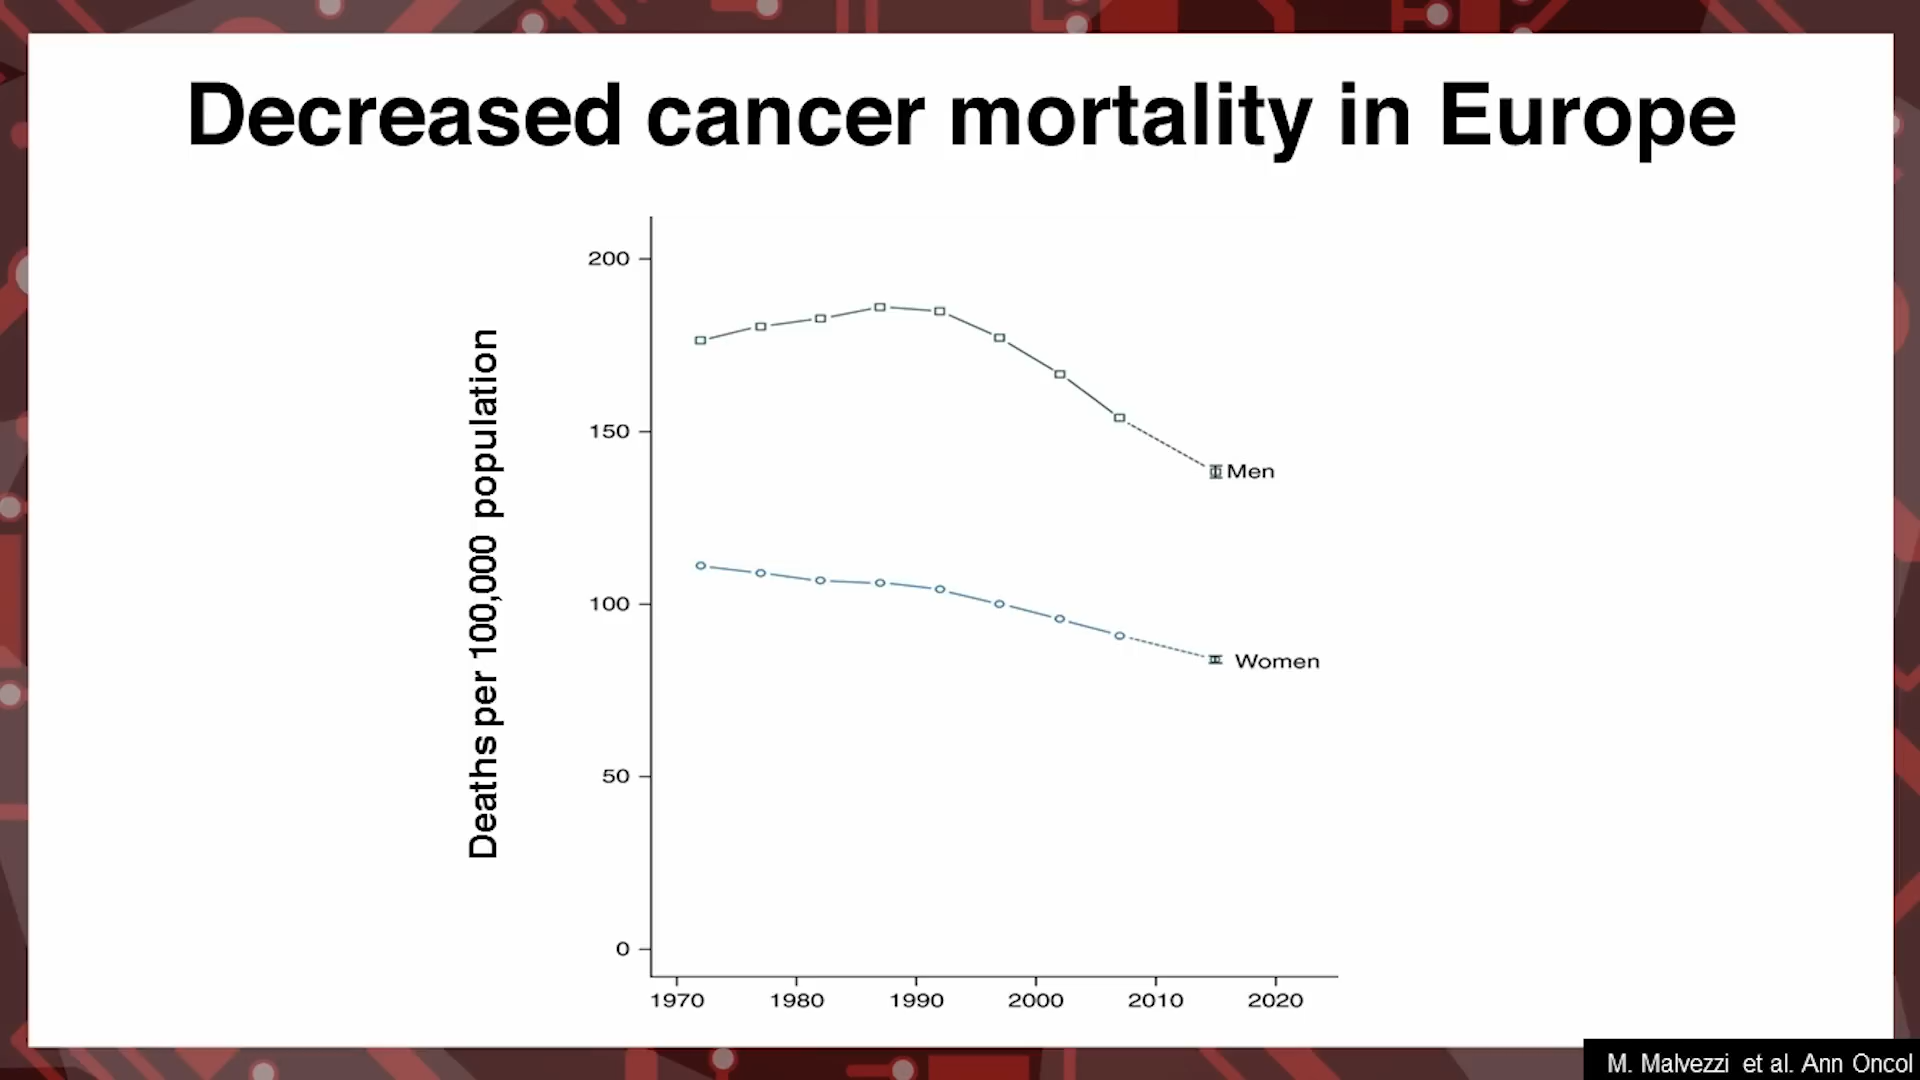 Decreased cancer mortality in Europe
Deaths per 100,000 population
200
150
100
50
0
Men
Women
1970 1980 1990 2000 2010 2020
M. Malvezzi et al. Ann Oncol